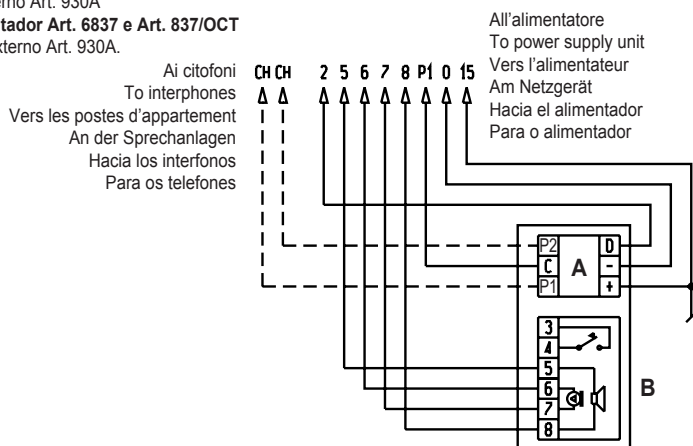 erno Art. 930A
tador Art. 6837 e Art. 837/OCT
xterno Art. 930A.
Ai citofoni
To interphones
Vers les postes d'appartement
An der Sprechanlagen
Hacia los interfonos
Para os telefones
CH CH 2 5 6 7 8 P1 0 15
All'alimentatore
To power supply unit
Vers l'alimentateur
Am Netzgerät
Hacia el alimentador
Para o alimentador
P2 D
C A -
P1 +
3
4
5
6
7
8
B